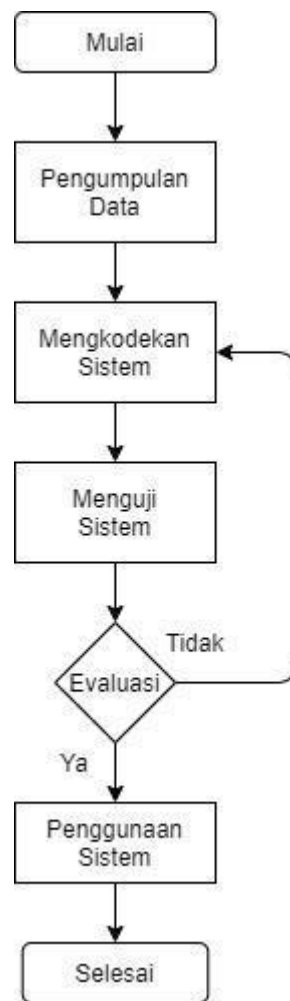 Mulai
Pengumpulan
Data
Mengkodekan
Sistem
Menguji
Sistem
Tidak
Evaluasi
Ya
Penggunaan
Sistem
Selesai